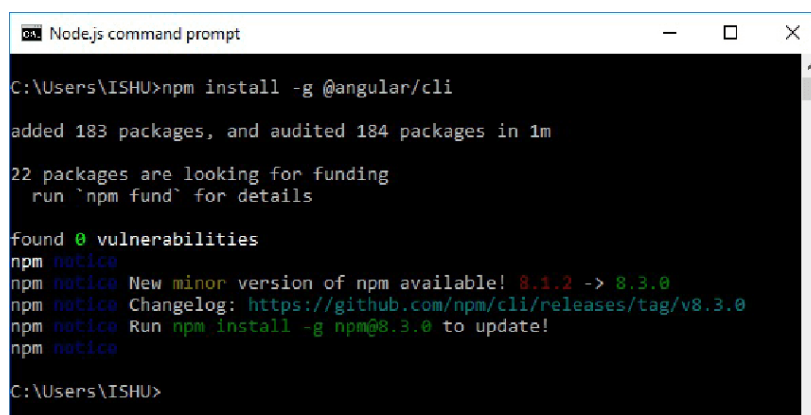 Node.js command prompt
C:\Users\ISHU>npm install -g @angular/cli
added 183 packages, and audited 184 packages in 1m
22 packages are looking for funding
  run `npm fund` for details
found 0 vulnerabilities
npm notice
npm notice New minor version of npm available! 8.1.2 -> 8.3.0
npm notice Changelog: https://github.com/npm/cli/releases/tag/v8.3.0
npm notice Run npm install -g npm@8.3.0 to update!
npm notice
C:\Users\ISHU>